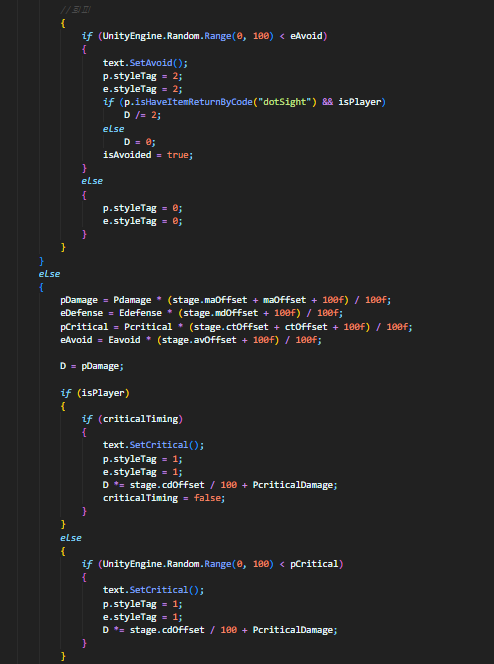 //회피
{
if (UnityEngine.Random.Range(0, 100) < eAvoid)
{
text.SetAvoid();
p.styleTag = 2;
e.styleTag = 2;
if (p.isHaveItemReturnByCode("dotSight") && isPlayer)
D /= 2;
else
D = 0;
isAvoided = true;
}
else
{
p.styleTag = 0;
e.styleTag = 0;
}
}
}
else
{
pDamage = Pdamage * (stage.maOffset + maOffset + 100f) / 100f;
eDefense = Edefense * (stage.mdOffset + 100f) / 100f;
pCritical = Pcritical * (stage.ctOffset + ctOffset + 100f) / 100f;
eAvoid = Eavoid * (stage.avOffset + 100f) / 100f;
D = pDamage;
if (isPlayer)
{
if (criticalTiming)
{
text.SetCritical();
p.styleTag = 1;
e.styleTag = 1;
D *= stage.cdOffset / 100 + PcriticalDamage;
criticalTiming = false;
}
}
else
{
if (UnityEngine.Random.Range(0, 100) < pCritical)
{
text.SetCritical();
p.styleTag = 1;
e.styleTag = 1;
D *= stage.cdOffset / 100 + PcriticalDamage;
}
}